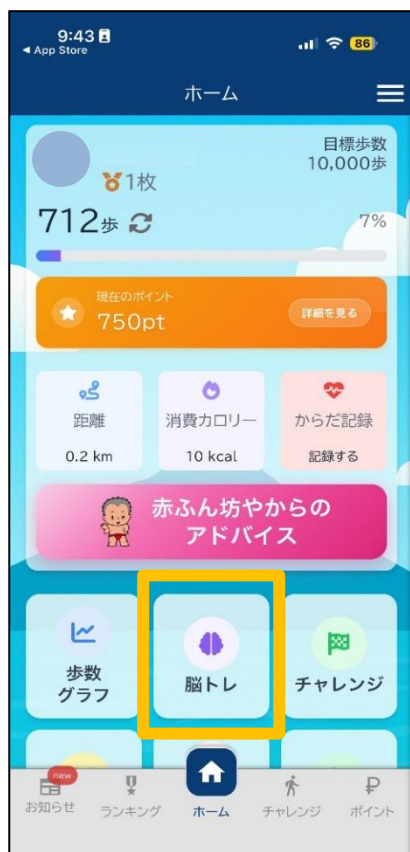 9:43
◀ App Store
86
ホーム
目標歩数
10,000歩
1枚
712歩
7%
現在のポイント
750pt
詳細を見る
距離
0.2 km
消費カロリー
10 kcal
からだ記録
記録する
赤ふん坊やからの
アドバイス
歩数
グラフ
脳トレ
チャレンジ
new
お知らせ
ランキング
ホーム
チャレンジ
ポイント